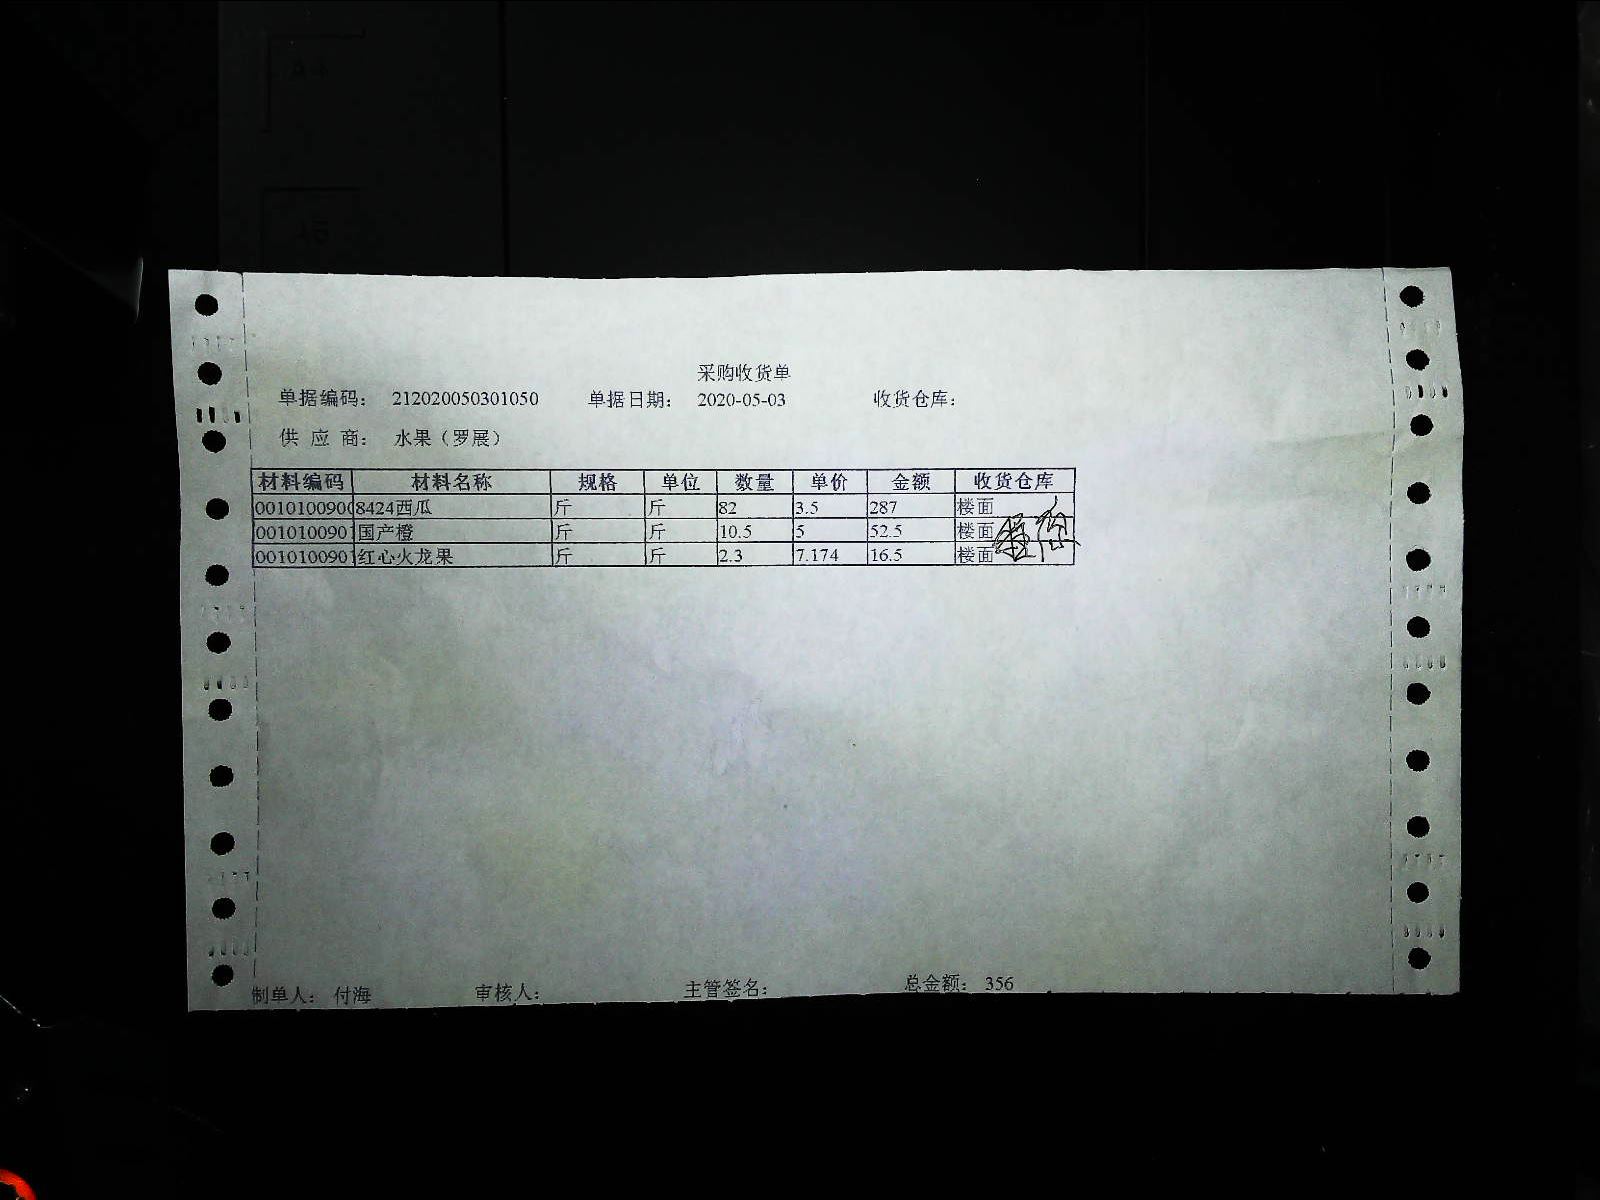 采购收货单
单据编码： 212020050301050 单据日期： 2020-05-03 收货仓库：
供 应 商： 水果（罗展）
材料编码 材料名称 规格 单位 数量 单价 金额 收货仓库
0010100900 8424西瓜 斤 斤 82 3.5 287 楼面
0010100901 国产橙 斤 斤 10.5 5 52.5 楼面
0010100901 红心火龙果 斤 斤 2.3 7.174 16.5 楼面
制单人： 付海 审核人： 主管签名： 总金额： 356